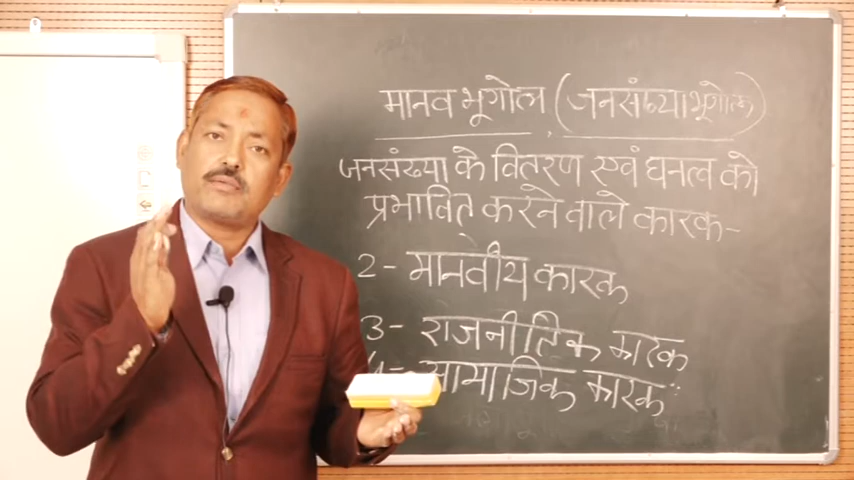 मानव भूगोल (जनसंख्या भूगोल)
जनसंख्या के वितरण एवं घनत्व को
प्रभावित करने वाले कारक-
2- मानवीय कारक
3- राजनीतिक कारक
4- सामाजिक कारक